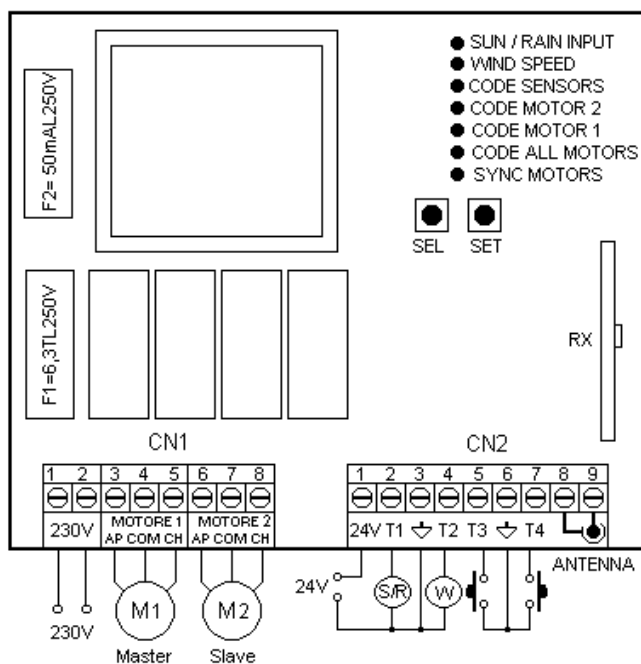 SUN / RAIN INPUT
WIND SPEED
CODE SENSORS
CODE MOTOR 2
CODE MOTOR 1
CODE ALL MOTORS
SYNC MOTORS
F2= 50mAL250V
SEL SET
F1=6,3TL250V
RX
CN1 CN2
1 2 3 4 5 6 7 8 1 2 3 4 5 6 7 8 9
230V MOTORE 1 MOTORE 2
AP COM CH AP COM CH
24V T1 T2 T3 T4
ANTENNA
24V S/R W
M1 M2
230V
Master Slave